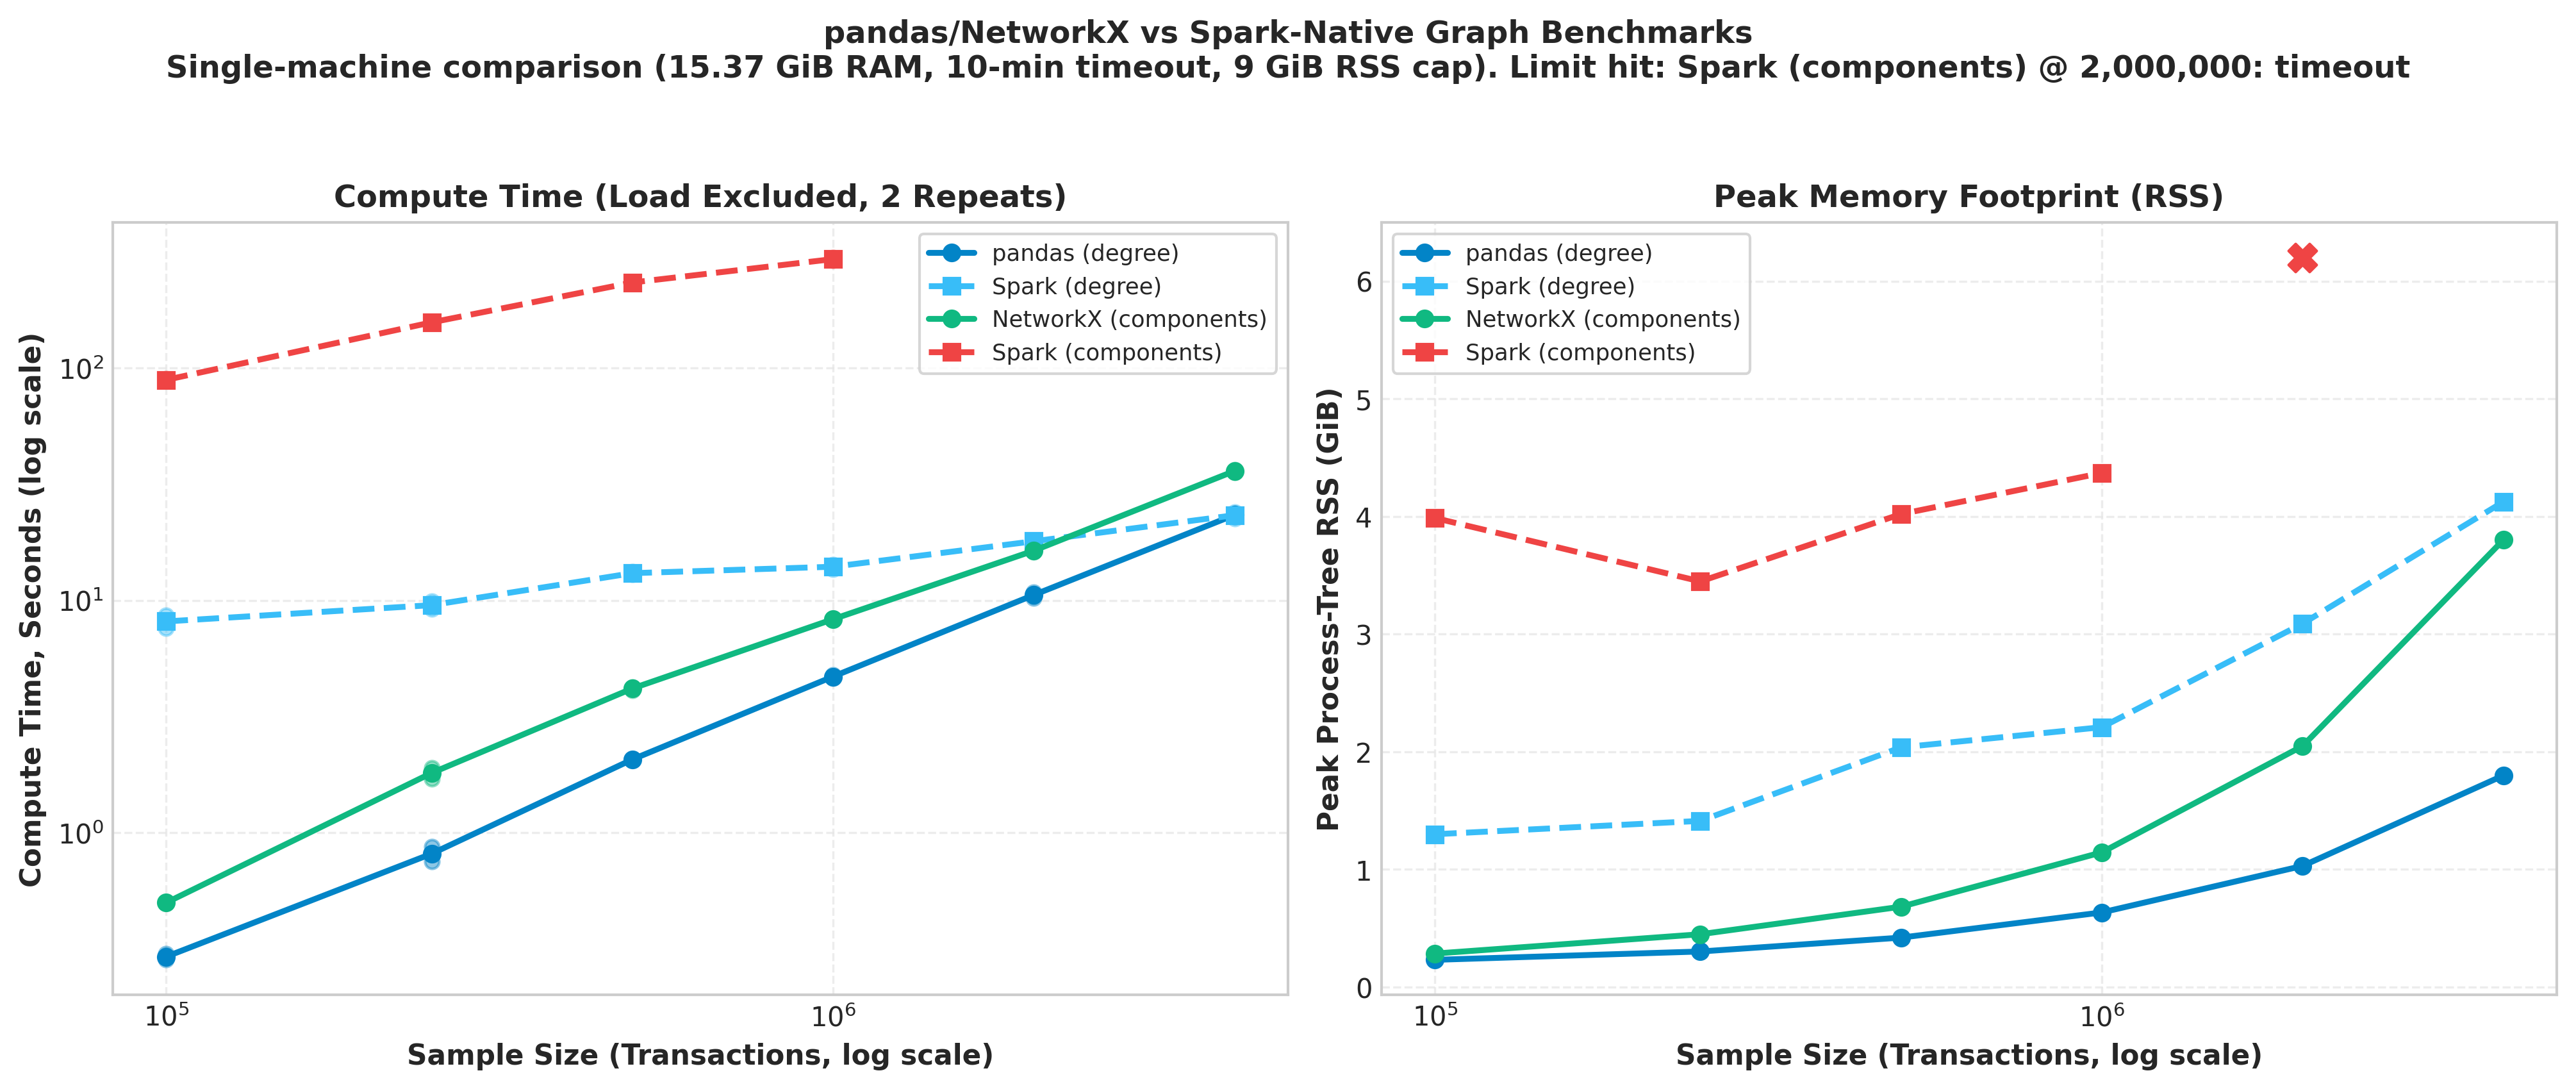 pandas/NetworkX vs Spark-Native Graph Benchmarks
Single-machine comparison (15.37 GiB RAM, 10-min timeout, 9 GiB RSS cap). Limit hit: Spark (components) @ 2,000,000: timeout
Compute Time (Load Excluded, 2 Repeats)
Compute Time, Seconds (log scale)
10²
10¹
10⁰
pandas (degree)
Spark (degree)
NetworkX (components)
Spark (components)
10⁵
10⁶
Sample Size (Transactions, log scale)
Peak Memory Footprint (RSS)
Peak Process-Tree RSS (GiB)
6
5
4
3
2
1
0
pandas (degree)
Spark (degree)
NetworkX (components)
Spark (components)
10⁵
10⁶
Sample Size (Transactions, log scale)